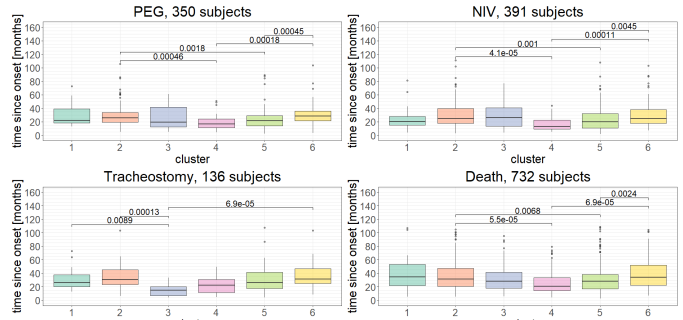 PEG, 350 subjects
time since onset [months]
160
140
120
100
80
60
40
20
0
0.00045
0.00018
0.0018
0.00046
1 2 3 4 5 6
cluster
NIV, 391 subjects
time since onset [months]
160
140
120
100
80
60
40
20
0
0.0045
0.00011
0.001
4.1e-05
1 2 3 4 5 6
cluster
Tracheostomy, 136 subjects
time since onset [months]
160
140
120
100
80
60
40
20
0
6.9e-05
0.00013
0.0089
1 2 3 4 5 6
Death, 732 subjects
time since onset [months]
160
140
120
100
80
60
40
20
0
0.0024
6.9e-05
0.0068
5.5e-05
1 2 3 4 5 6